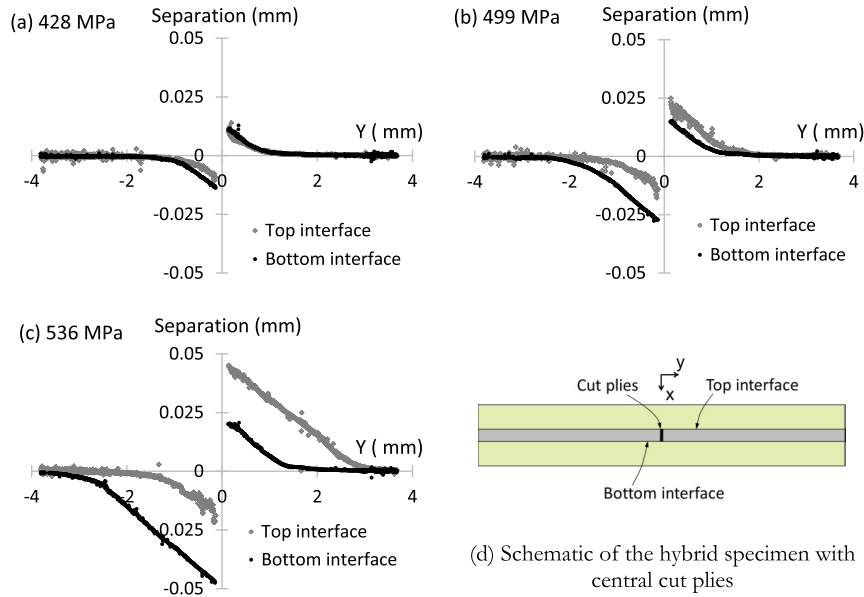 (a) 428 MPa
Separation (mm)
0.05
0.025
Y ( mm)
0
-4
-2
0
2
4
-0.025
Top interface
Bottom interface
-0.05
(b) 499 MPa
Separation (mm)
0.05
0.025
Y ( mm)
0
-4
-2
0
2
4
-0.025
Top interface
Bottom interface
-0.05
(c) 536 MPa
Separation (mm)
0.05
0.025
Y ( mm)
0
-4
-2
0
2
4
-0.025
Top interface
Bottom interface
-0.05
y
x
Cut plies
Top interface
Bottom interface
(d) Schematic of the hybrid specimen with
central cut plies